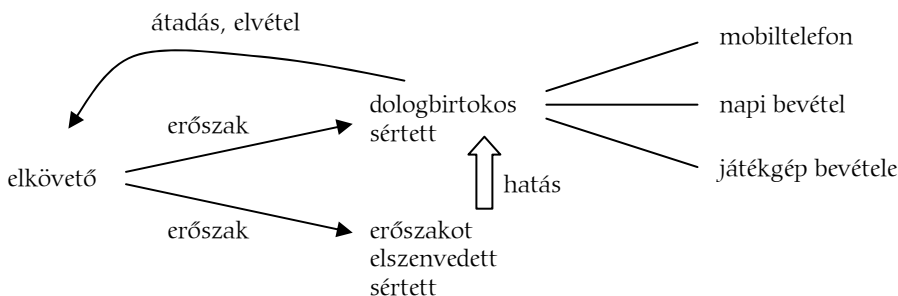 átadás, elvétel
mobiltelefon
dologbirtokos
sértett
napi bevétel
erőszak
játékgép bevétele
elkövető
hatás
erőszak
erőszakot
elszenvedett
sértett